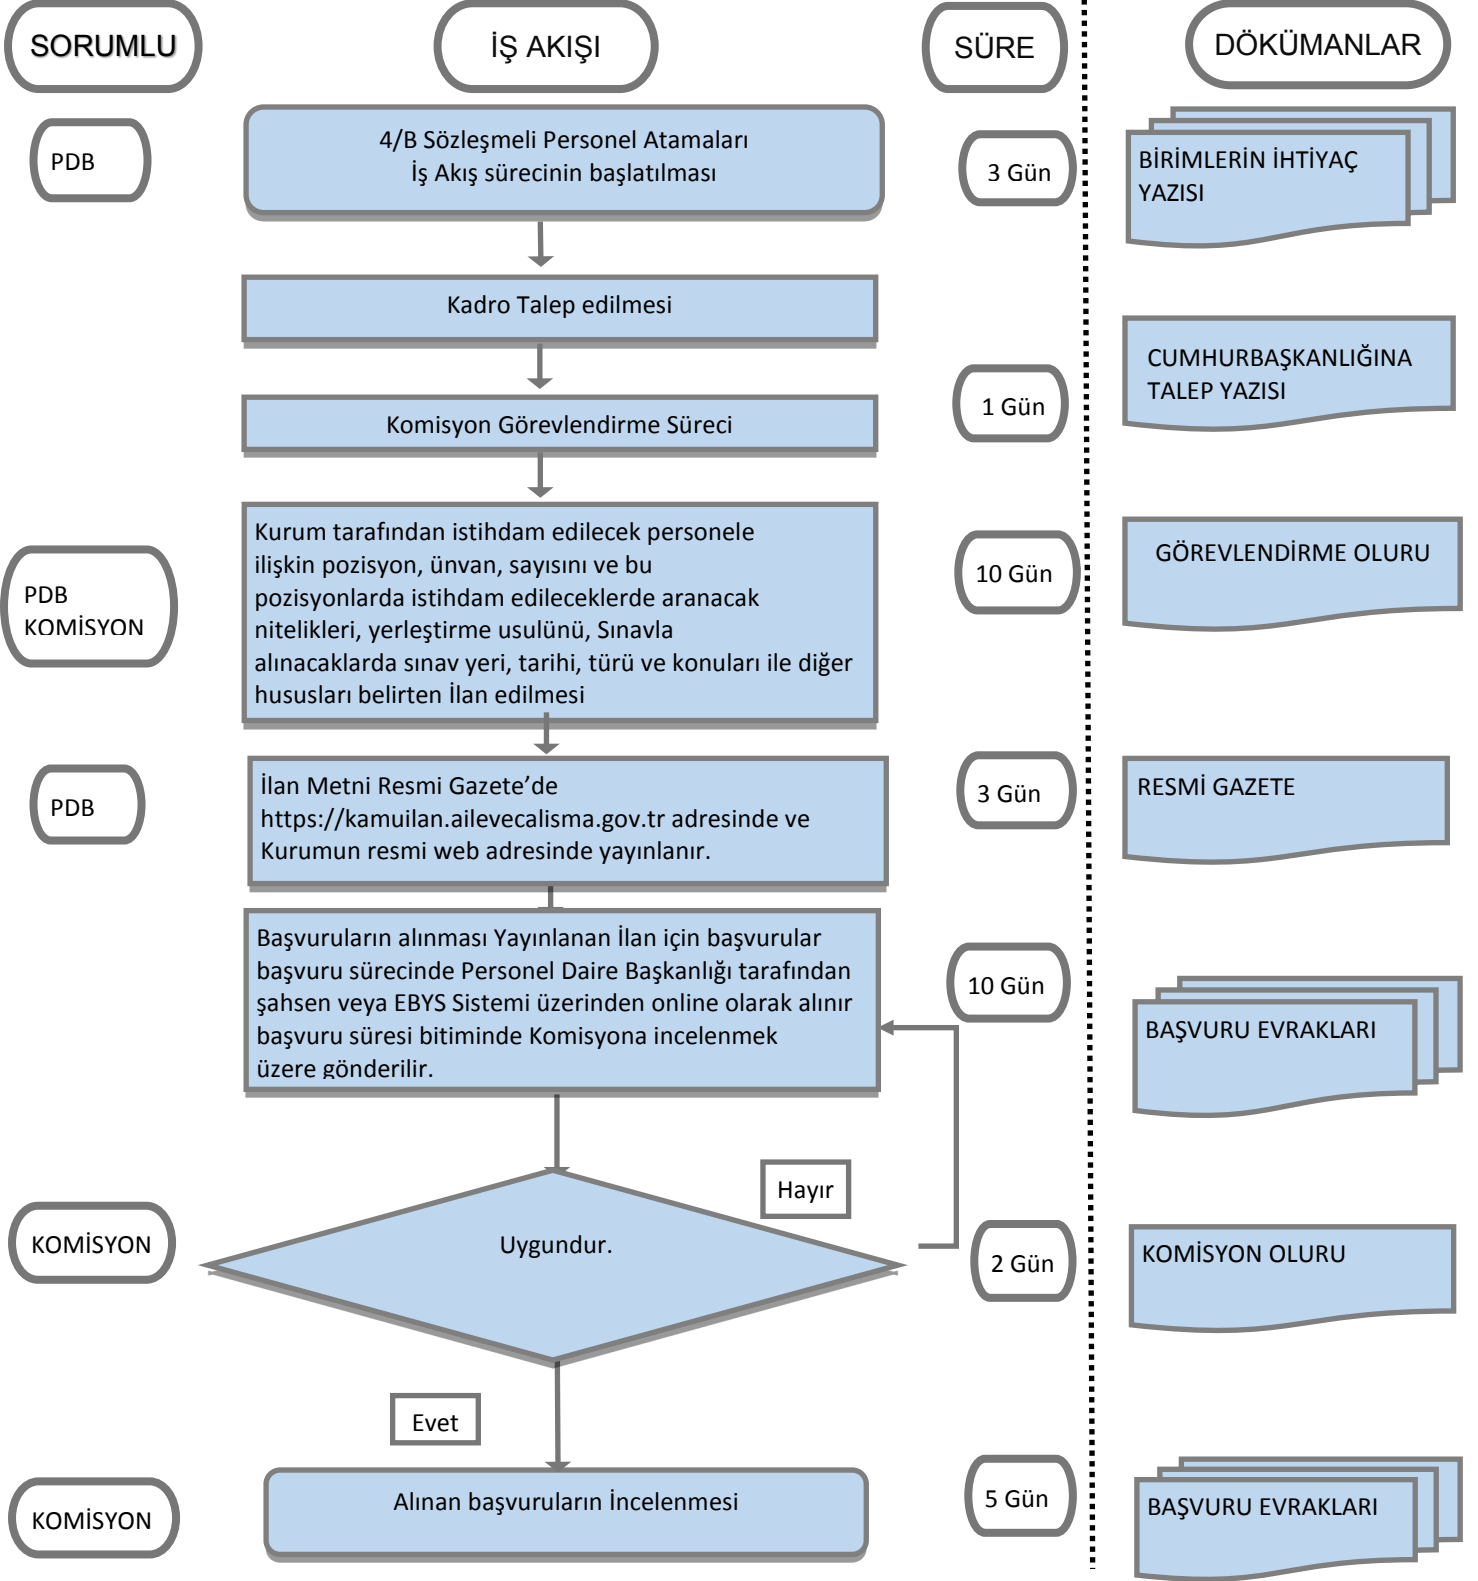 SORUMLU
İŞ AKIŞI
SÜRE
DÖKÜMANLAR
PDB
4/B Sözleşmeli Personel Atamaları
İş Akış sürecinin başlatılması
3 Gün
BİRİMLERİN İHTİYAÇ
YAZISI
Kadro Talep edilmesi
CUMHURBAŞKANLIĞINA
TALEP YAZISI
1 Gün
Komisyon Görevlendirme Süreci
PDB
KOMİSYON
Kurum tarafından istihdam edilecek personele
ilişkin pozisyon, ünvan, sayısını ve bu
pozisyonlarda istihdam edileceklerde aranacak
nitelikleri, yerleştirme usulünü, Sınavla
alınacaklarda sınav yeri, tarihi, türü ve konuları ile diğer
hususları belirten İlan edilmesi
10 Gün
GÖREVLENDİRME OLURU
PDB
İlan Metni Resmi Gazete’de
https://kamuilan.ailevecalisma.gov.tr adresinde ve
Kurumun resmi web adresinde yayınlanır.
3 Gün
RESMİ GAZETE
Başvuruların alınması Yayınlanan İlan için başvurular
başvuru sürecinde Personel Daire Başkanlığı tarafından
şahsen veya EBYS Sistemi üzerinden online olarak alınır
başvuru süresi bitiminde Komisyona incelenmek
üzere gönderilir.
10 Gün
BAŞVURU EVRAKLARI
Hayır
KOMİSYON
Uygundur.
2 Gün
KOMİSYON OLURU
Evet
KOMİSYON
Alınan başvuruların İncelenmesi
5 Gün
BAŞVURU EVRAKLARI